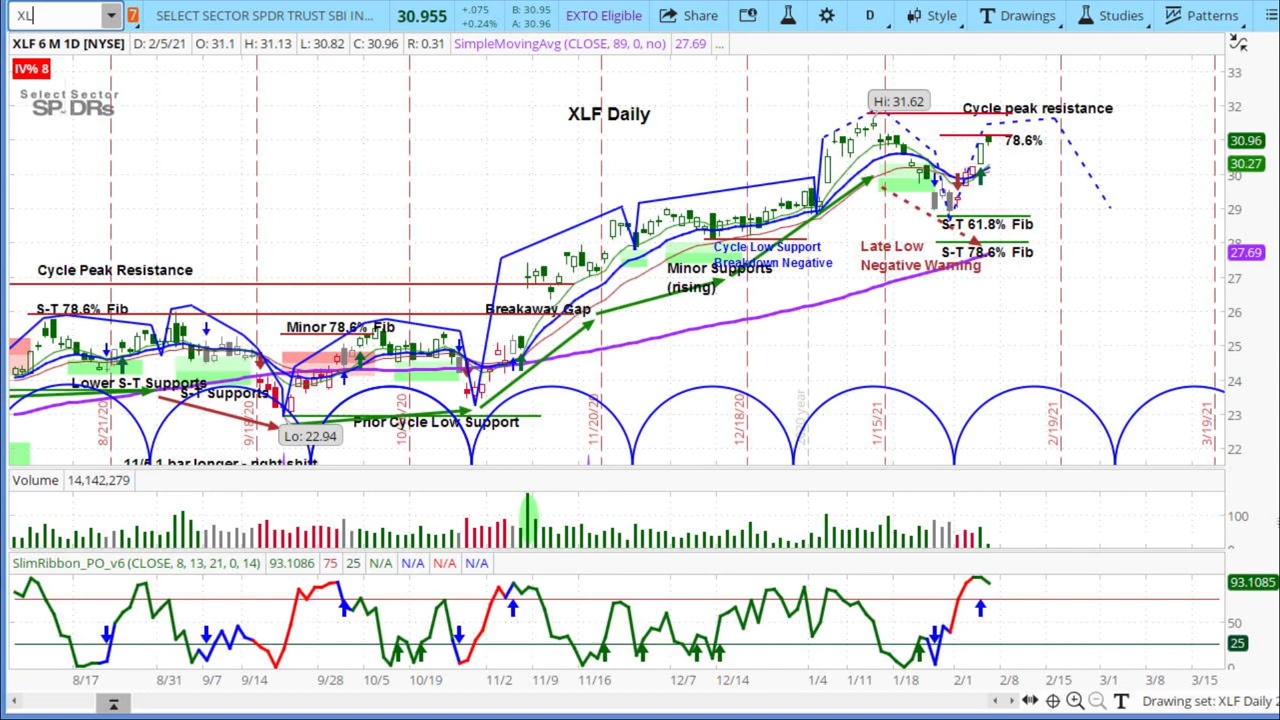 XL
SELECT SECTOR SPDR TRUST SBI IN... 30.955 +.075 +0.24% B: 30.95 A: 30.96 EXTO Eligible Share D Style Drawings Studies Patterns
XLF 6 M 1D [NYSE] D: 2/5/21 O: 31.1 H: 31.13 L: 30.82 C: 30.96 R: 0.31 SimpleMovingAvg (CLOSE, 89, 0, no) 27.69 ...
IV% 8
Select Sector
SPDRs
XLF Daily
Hi: 31.62
Cycle peak resistance
78.6%
33
32
30.96
30.27
30
29
28
27.69
27
26
25
24
23
22
S-T 61.8% Fib
S-T 78.6% Fib
Late Low
Negative Warning
Cycle Low Support
Breakdown Negative
Minor Supports
(rising)
Cycle Peak Resistance
S-T 78.6% Fib
Breakaway Gap
Minor 78.6% Fib
Lower S-T Supports
S-T Supports
Prior Cycle Low Support
Lo: 22.94
8/21/20
9/18/20
11/20/20
12/18/20
year
1/15/21
2/19/21
3/19/21
11/5 1 bar longer - right shift
Volume 14,142,279
100
SlimRibbon_PO_v6 (CLOSE, 8, 13, 21, 0, 14) 93.1086 75 25 N/A N/A N/A N/A
93.1085
50
25
0
8/17 8/31 9/7 9/14 9/28 10/5 10/19 11/2 11/9 11/16 12/7 12/14 1/4 1/11 1/18 2/1 2/8 2/15 3/1 3/8 3/15
Drawing set: XLF Daily